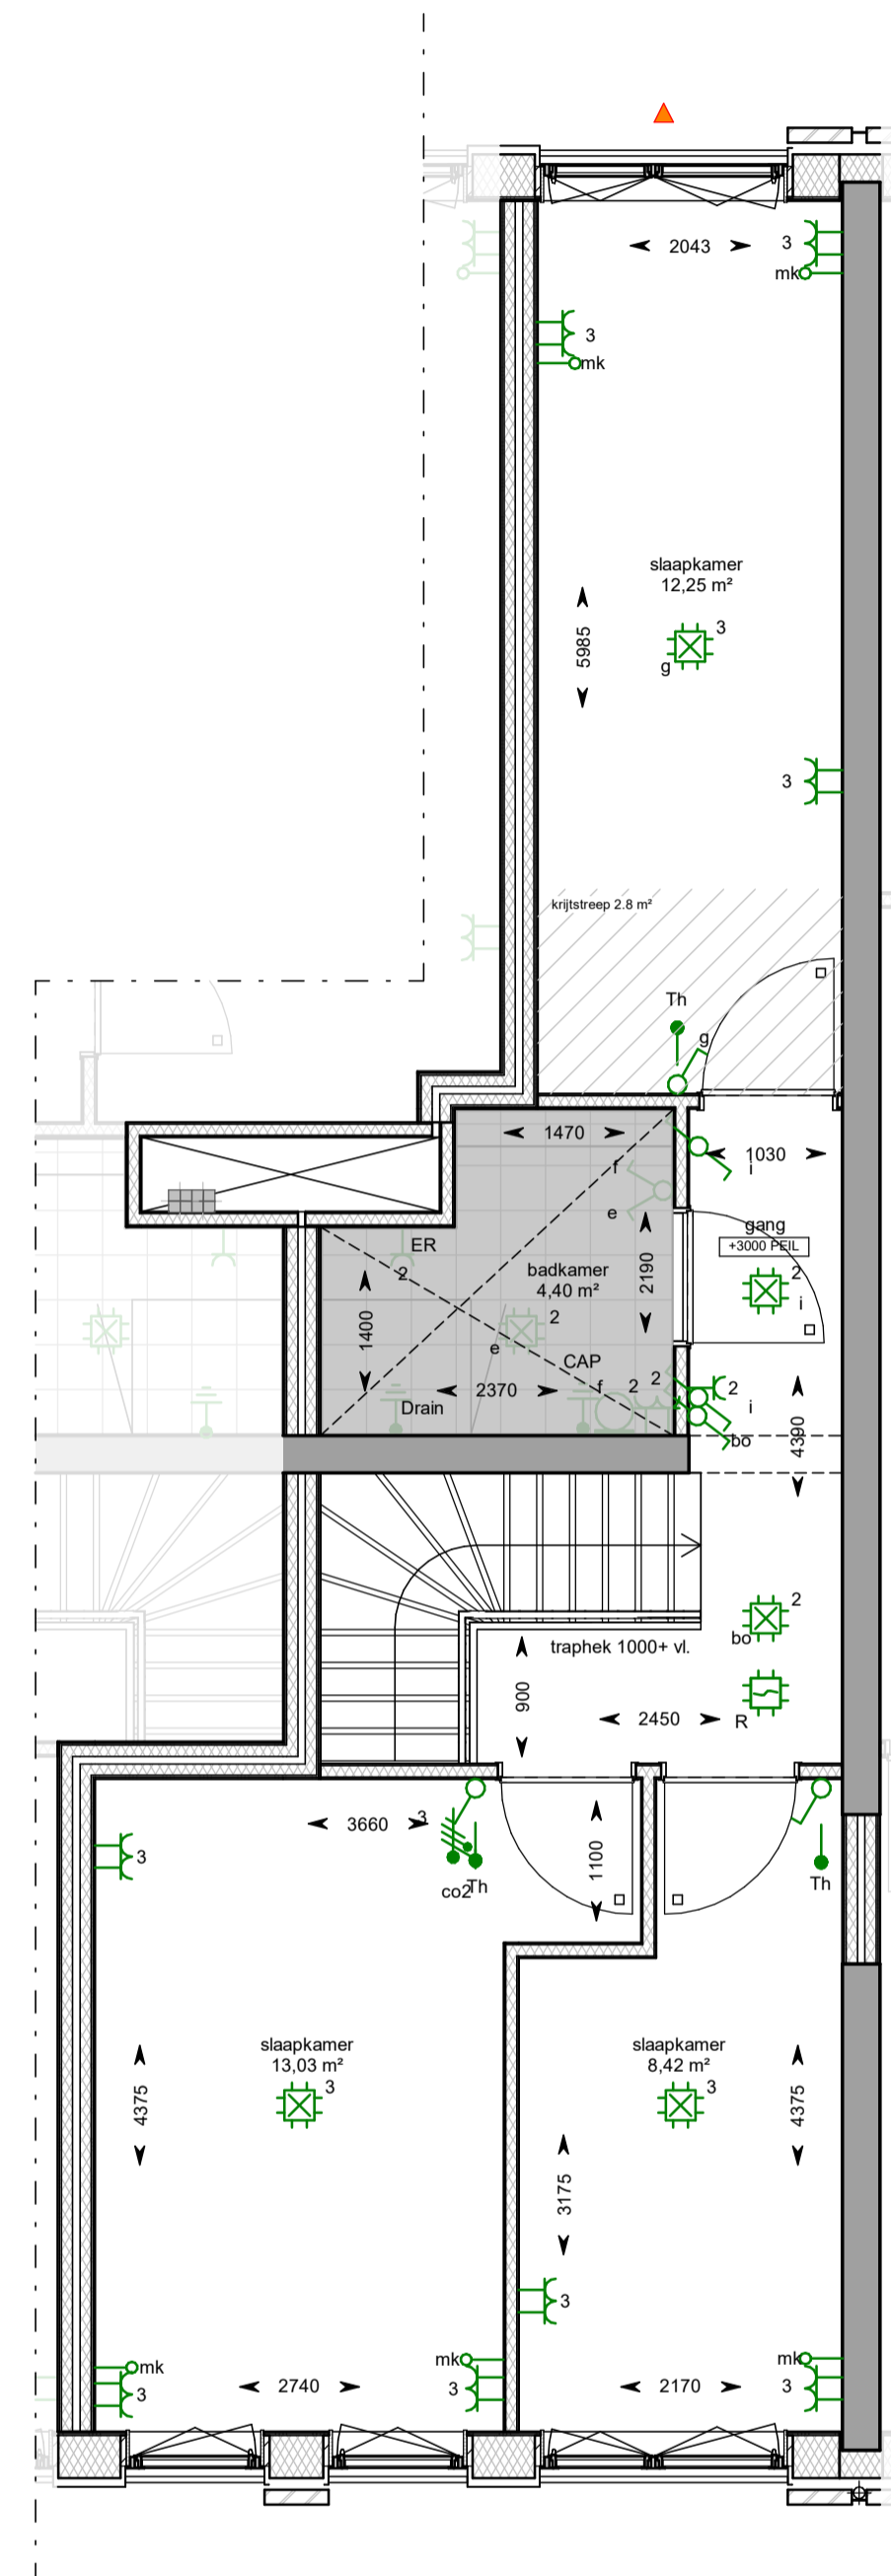 2043
3
mk
3
mk
slaapkamer
12,25 m²
3
g
5985
3
krijtstreep 2.8 m²
Th
g
1470
1030
f
i
e
gang
+3000 PEIL
ER
2
badkamer
4,40 m²
2190
2
i
1400
2
e
CAP
2370
f
2
2
2
Drain
i
bo
4390
2
bo
traphek 1000+ vl.
900
2450
R
3660
3
1100
3
co2
Th
Th
slaapkamer
13,03 m²
3
slaapkamer
8,42 m²
3
4375
4375
3175
3
mk
3
mk
3
mk
3
2740
2170